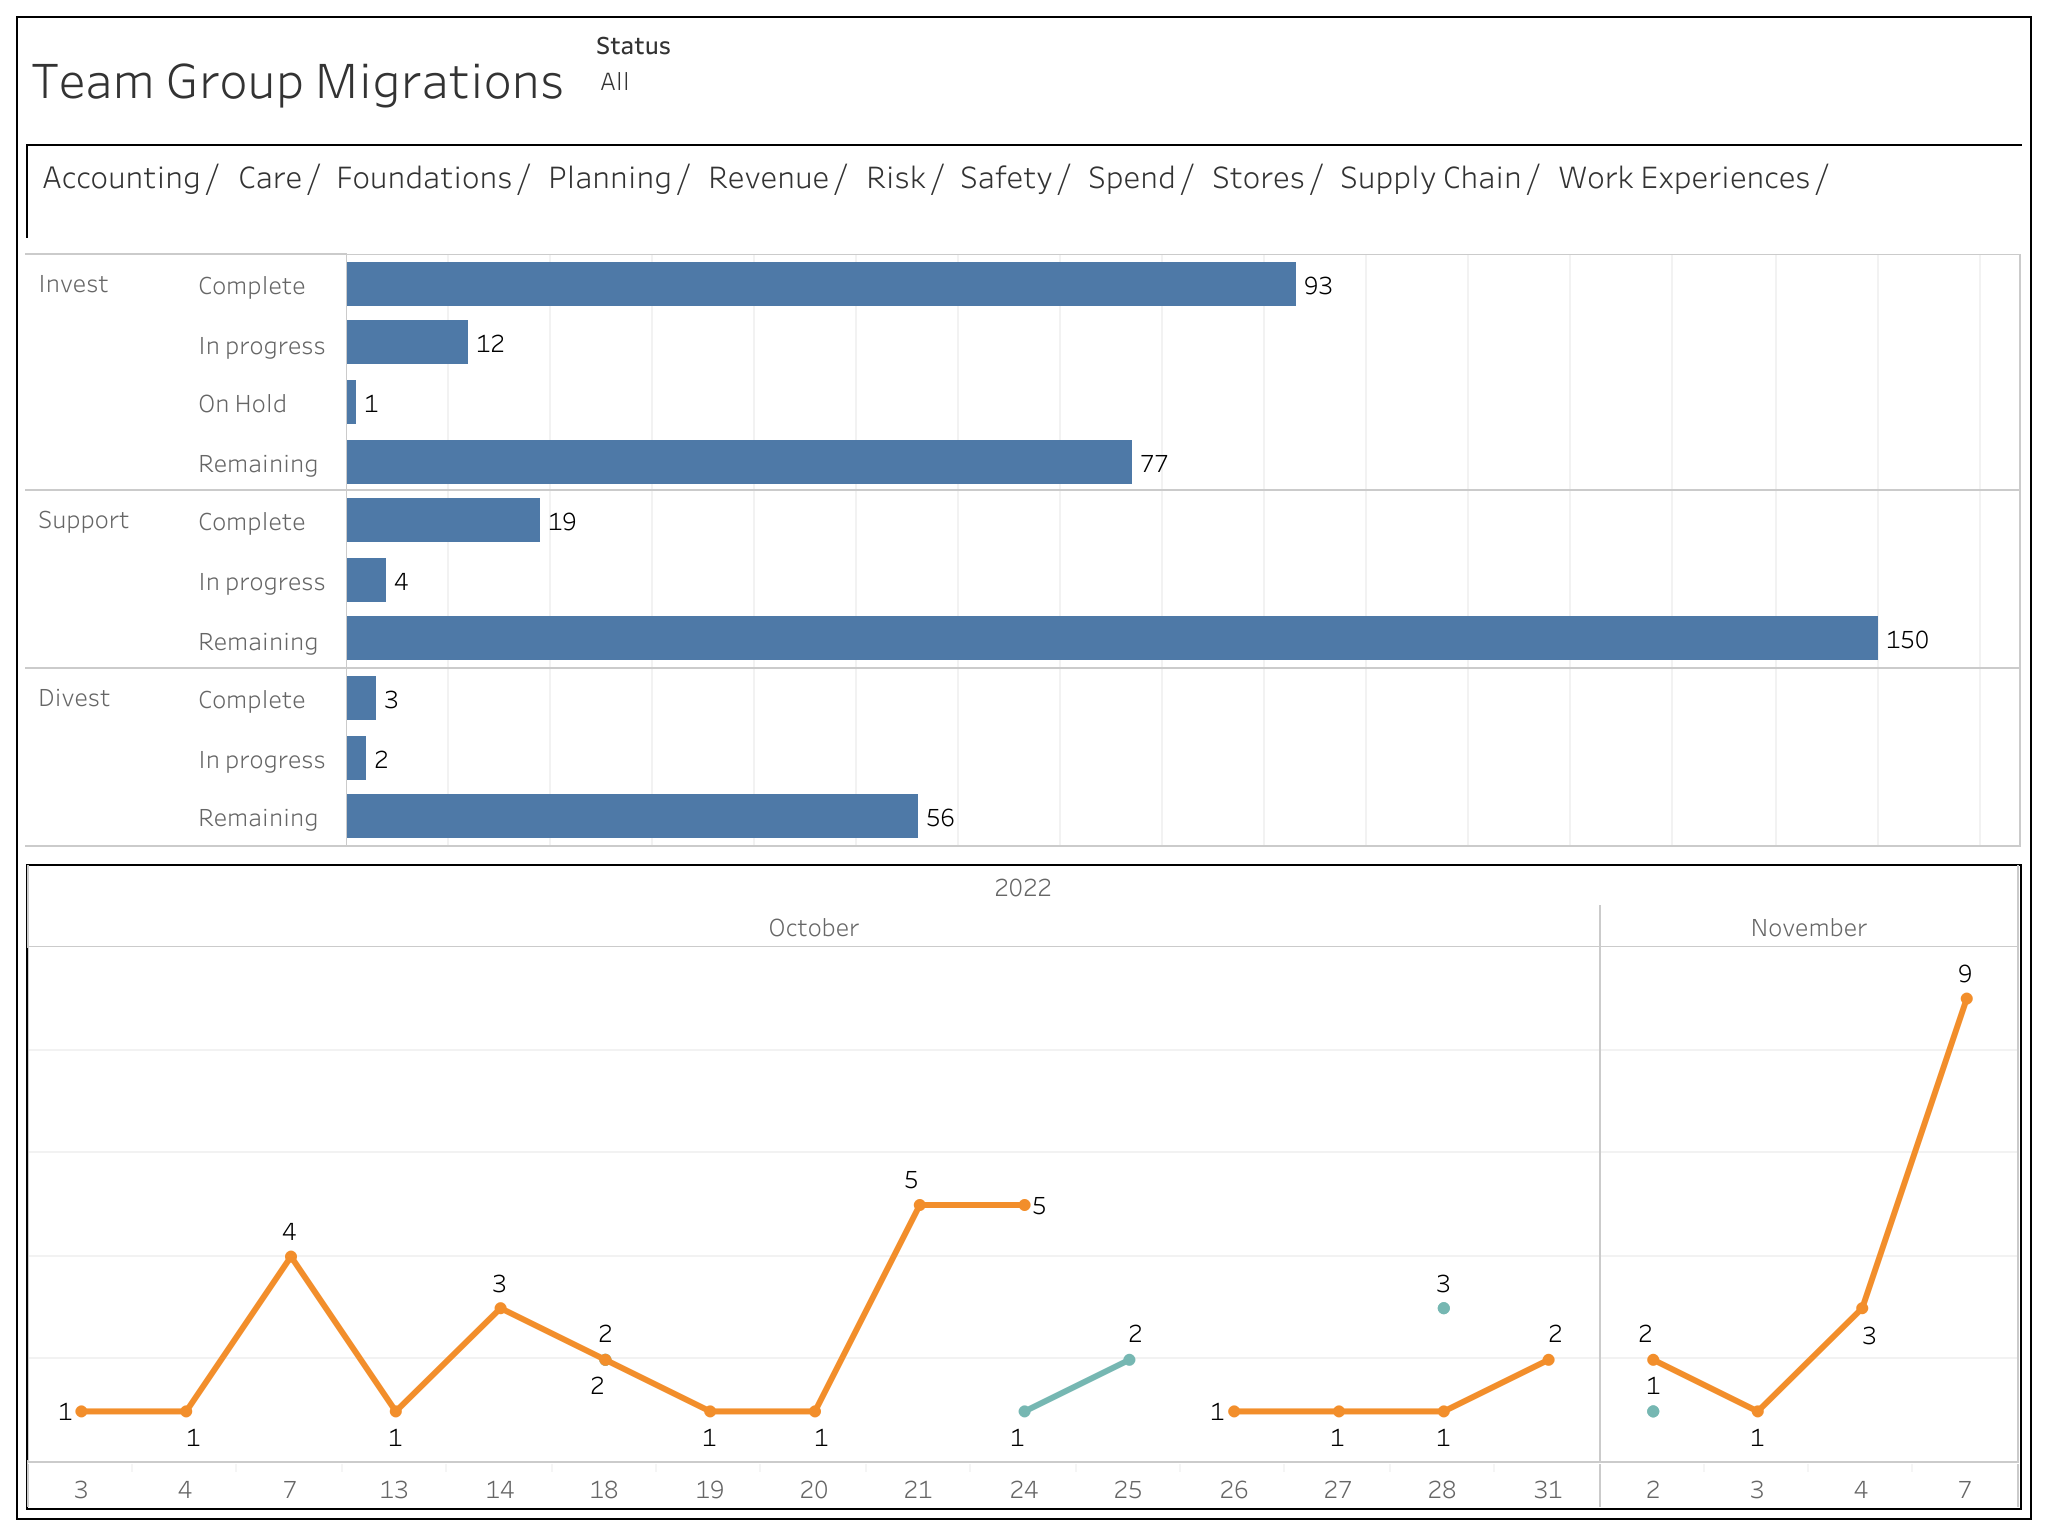 Status
Team Group Migrations
All
Accounting / Care / Foundations / Planning / Revenue / Risk / Safety / Spend / Stores / Supply Chain / Work Experiences /
Invest Complete 93
In progress 12
On Hold 1
Remaining 77
Support Complete 19
In progress 4
Remaining 150
Divest Complete 3
In progress 2
Remaining 56
2022
October November
9
5
5
4
3 3
2 2 2 2
3
2 1
1 1
1 1 1 1 1 1 1 1 1
3 4 7 13 14 18 19 20 21 24 25 26 27 28 31 2 3 4 7